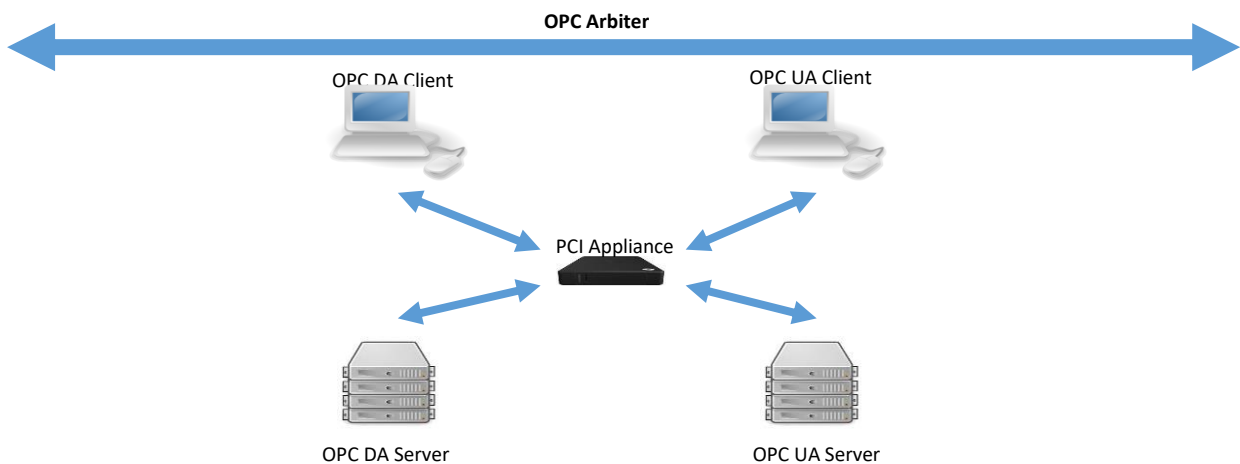 OPC Arbiter
OPC DA Client
OPC UA Client
PCI Appliance
OPC DA Server
OPC UA Server